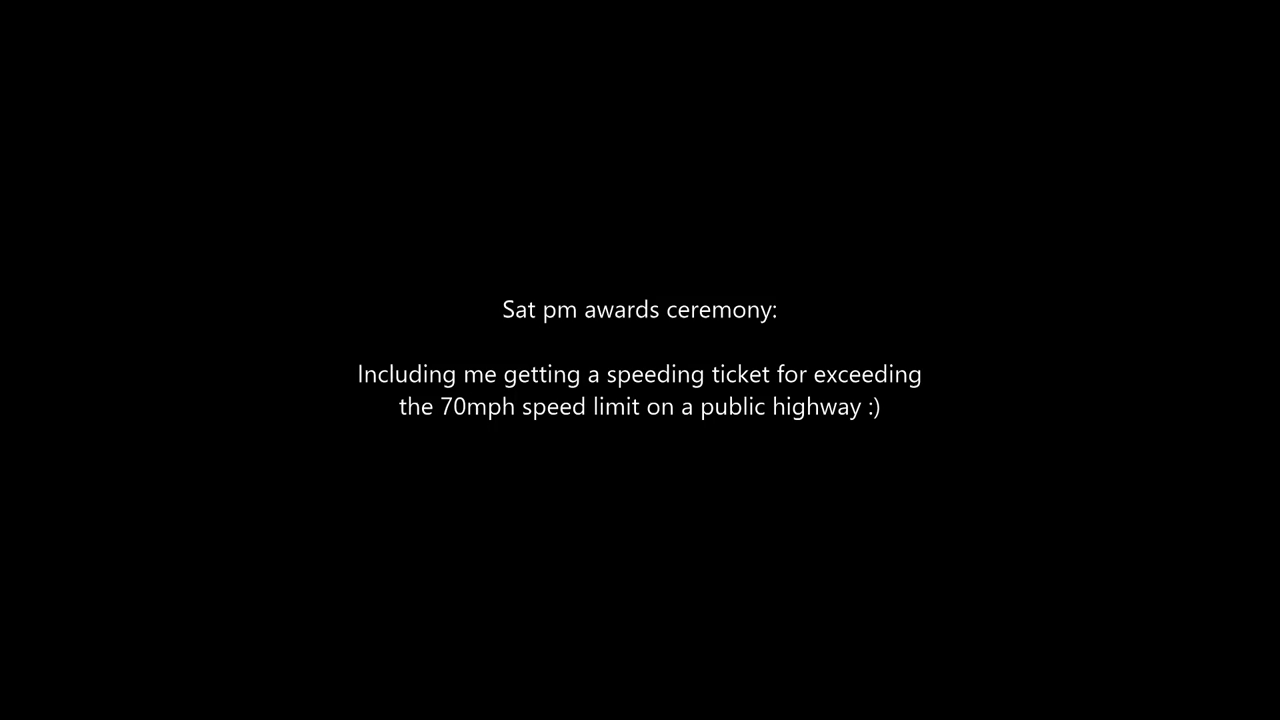 Sat pm awards ceremony:
Including me getting a speeding ticket for exceeding
the 70mph speed limit on a public highway :)